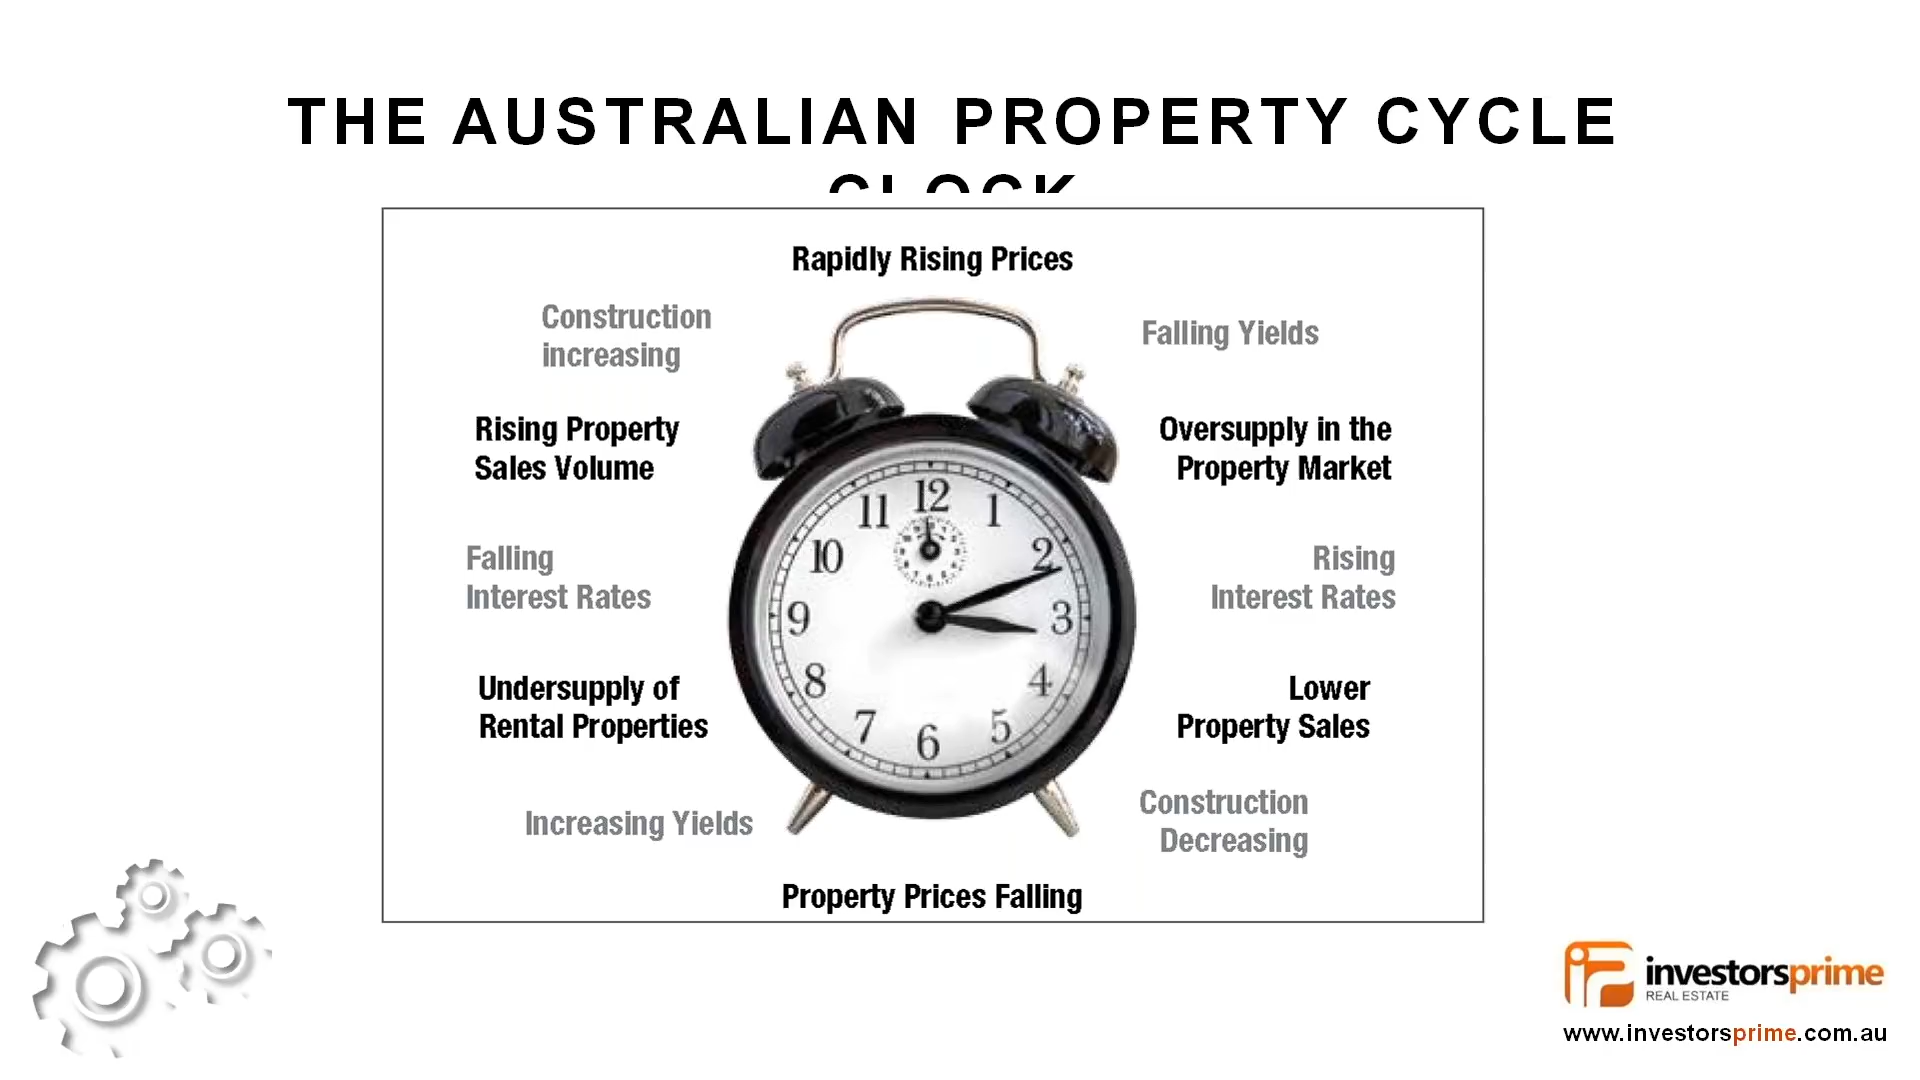 THE AUSTRALIAN PROPERTY CYCLE
CLOCK
Rapidly Rising Prices
Construction
increasing
Falling Yields
Rising Property
Sales Volume
Oversupply in the
Property Market
Falling
Interest Rates
Rising
Interest Rates
Undersupply of
Rental Properties
Lower
Property Sales
Increasing Yields
Construction
Decreasing
Property Prices Falling
12
11
1
10
2
9
3
8
4
7
5
6
investorsprime
REAL ESTATE
www.investorsprime.com.au